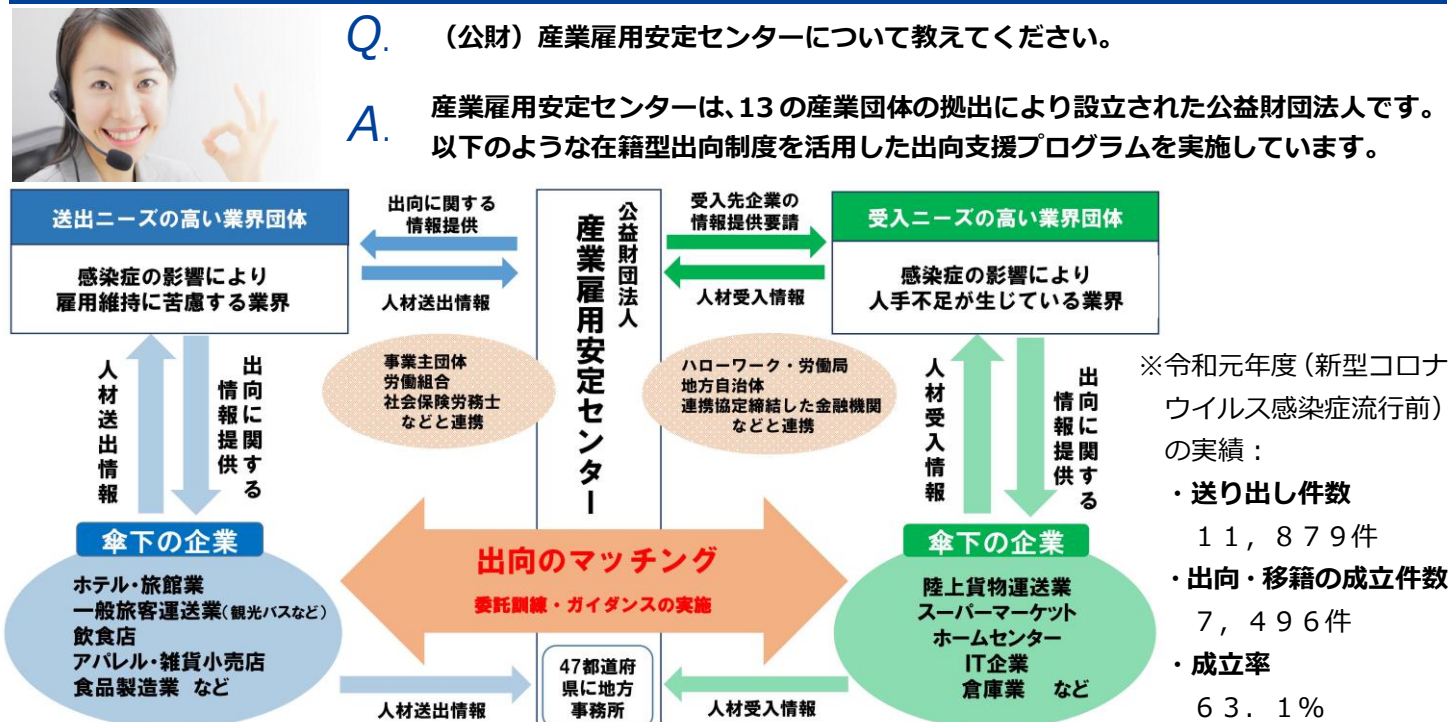 Q. （公財）産業雇用安定センターについて教えてください。
A. 産業雇用安定センターは、13の産業団体の拠出により設立された公益財団法人です。
以下のような在籍型出向制度を活用した出向支援プログラムを実施しています。
送出ニーズの高い業界団体
感染症の影響により
雇用維持に苦慮する業界
出向に関する
情報提供
人材送出情報
公益財団法人
産業雇用安定センター
受入先企業の
情報提供要請
人材受入情報
受入ニーズの高い業界団体
感染症の影響により
人手不足が生じている業界
人材送出情報
出向に関する
情報提供
事業主団体
労働組合
社会保険労務士
などと連携
ハローワーク・労働局
地方自治体
連携協定締結した金融機関
などと連携
人材受入情報
出向に関する
情報提供
傘下の企業
ホテル・旅館業
一般旅客運送業（観光バスなど）
飲食店
アパレル・雑貨小売店
食品製造業 など
出向のマッチング
委託訓練・ガイダンスの実施
傘下の企業
陸上貨物運送業
スーパーマーケット
ホームセンター
IT企業
倉庫業 など
人材送出情報
47都道府
県に地方
事務所
人材受入情報
※令和元年度（新型コロナ
ウイルス感染症流行前）
の実績：
・送り出し件数
１１，８７９件
・出向・移籍の成立件数
７，４９６件
・成立率
６３．１％